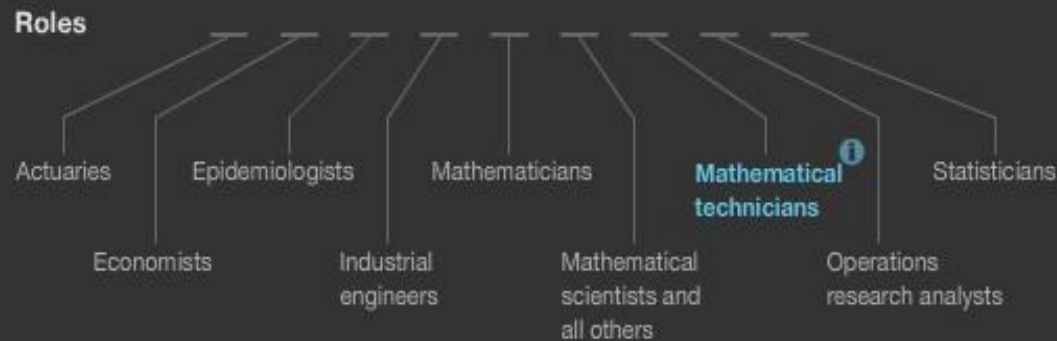 Roles
Actuaries
Epidemiologists
Mathematicians
Mathematical
technicians
Statisticians
Economists
Industrial
engineers
Mathematical
scientists and
all others
Operations
research analysts